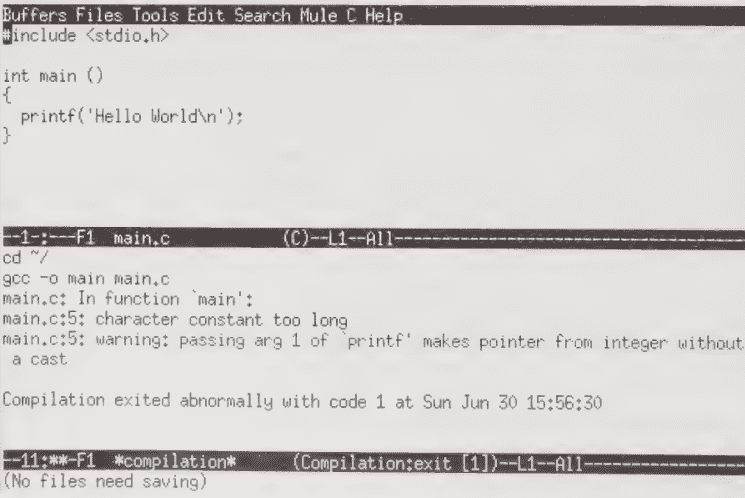 Buffers Files Tools Edit Search Mule C Help
#include <stdio.h>
int main ()
{
  printf('Hello World\n');
}
--1-:---F1  main.c            (C)--L1--All--------------------------------------
cd ~/
gcc -o main main.c
main.c: In function `main':
main.c:5: character constant too long
main.c:5: warning: passing arg 1 of `printf' makes pointer from integer without
 a cast
Compilation exited abnormally with code 1 at Sun Jun 30 15:56:30
--11:**-F1  *compilation*      (Compilation:exit [1])--L1--All------------------
(No files need saving)